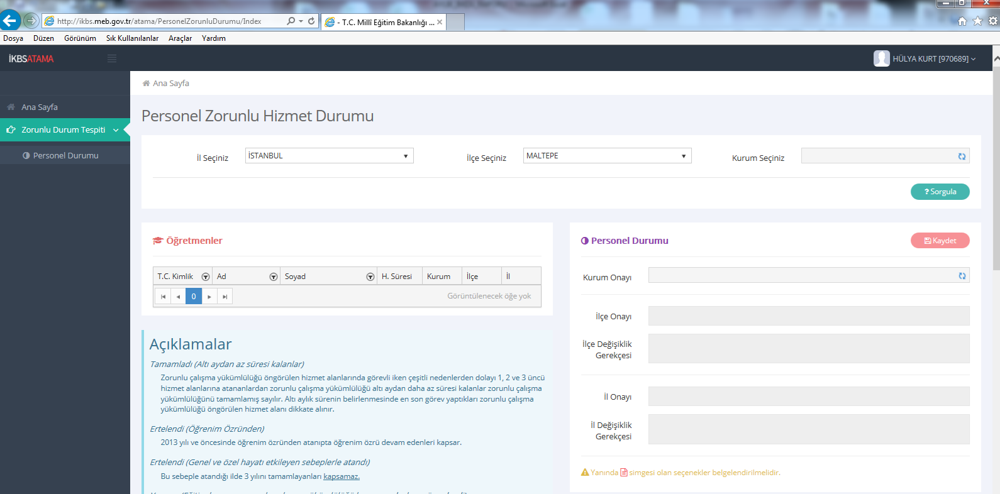 http://ikbs.meb.gov.tr/atama/PersonelZorunluDurumu/Index
- T.C. Millî Eğitim Bakanlığı ...
Dosya Düzen Görünüm Sık Kullanılanlar Araçlar Yardım
İKBSATAMA
HÜLYA KURT [970689]
Ana Sayfa
Ana Sayfa
Zorunlu Durum Tespiti
Personel Durumu
Personel Zorunlu Hizmet Durumu
İl Seçiniz İSTANBUL İlçe Seçiniz MALTEPE Kurum Seçiniz
? Sorgula
Öğretmenler
T.C. Kimlik Ad Soyad H. Süresi Kurum İlçe İl
0 Görüntülenecek öğe yok
Açıklamalar
Tamamladı (Altı aydan az süresi kalanlar)
Zorunlu çalışma yükümlülüğü öngörülen hizmet alanlarında görevli iken çeşitli nedenlerden dolayı 1, 2 ve 3 üncü
hizmet alanlarına atananlardan zorunlu çalışma yükümlülüğü altı aydan daha az süresi kalanlar zorunlu çalışma
yükümlülüğünü tamamlamış sayılır. Altı aylık sürenin belirlenmesinde en son görev yaptıkları zorunlu çalışma
yükümlülüğü öngörülen hizmet alanı dikkate alınır.
Ertelendi (Öğrenim Özründen)
2013 yılı ve öncesinde öğrenim özründen atanıpta öğrenim özrü devam edenleri kapsar.
Ertelendi (Genel ve özel hayatı etkileyen sebeplerle atandı)
Bu sebeple atandığı ilde 3 yılını tamamlayanları kapsamaz.
Personel Durumu
Kaydet
Kurum Onayı
İlçe Onayı
İlçe Değişiklik
Gerekçesi
İl Onayı
İl Değişiklik
Gerekçesi
Yanında simgesi olan seçenekler belgelendirilmelidir.